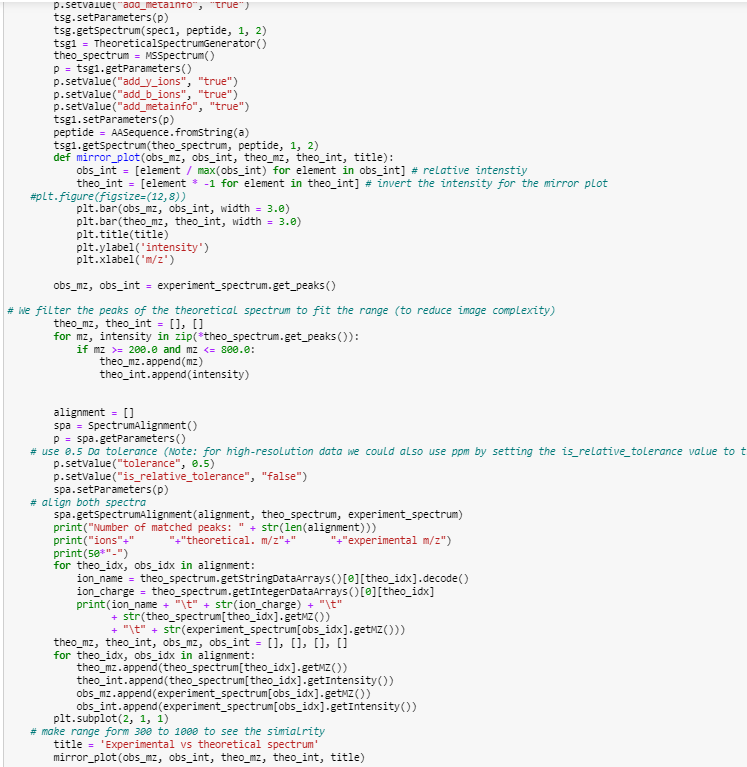 p.setValue("add_metainfo", "true")
tsg.setParameters(p)
tsg.getSpectrum(spec1, peptide, 1, 2)
tsg1 = TheoreticalSpectrumGenerator()
theo_spectrum = MSSpectrum()
p = tsg1.getParameters()
p.setValue("add_y_ions", "true")
p.setValue("add_b_ions", "true")
p.setValue("add_metainfo", "true")
tsg1.setParameters(p)
peptide = AASequence.fromString(a)
tsg1.getSpectrum(theo_spectrum, peptide, 1, 2)
def mirror_plot(obs_mz, obs_int, theo_mz, theo_int, title):
obs_int = [element / max(obs_int) for element in obs_int] # relative intenstiy
theo_int = [element * -1 for element in theo_int] # invert the intensity for the mirror plot
#plt.figure(figsize=(12,8))
plt.bar(obs_mz, obs_int, width = 3.0)
plt.bar(theo_mz, theo_int, width = 3.0)
plt.title(title)
plt.ylabel('intensity')
plt.xlabel('m/z')
obs_mz, obs_int = experiment_spectrum.get_peaks()
# We filter the peaks of the theoretical spectrum to fit the range (to reduce image complexity)
theo_mz, theo_int = [], []
for mz, intensity in zip(*theo_spectrum.get_peaks()):
if mz >= 200.0 and mz <= 800.0:
theo_mz.append(mz)
theo_int.append(intensity)
alignment = []
spa = SpectrumAlignment()
p = spa.getParameters()
# use 0.5 Da tolerance (Note: for high-resolution data we could also use ppm by setting the is_relative_tolerance value to t
p.setValue("tolerance", 0.5)
p.setValue("is_relative_tolerance", "false")
spa.setParameters(p)
# align both spectra
spa.getSpectrumAlignment(alignment, theo_spectrum, experiment_spectrum)
print("Number of matched peaks: " + str(len(alignment)))
print("ions"+"     "+"theoretical. m/z"+"     "+"experimental m/z")
print(50*"-")
for theo_idx, obs_idx in alignment:
ion_name = theo_spectrum.getStringDataArrays()[0][theo_idx].decode()
ion_charge = theo_spectrum.getIntegerDataArrays()[0][theo_idx]
print(ion_name + "\t" + str(ion_charge) + "\t"
+ str(theo_spectrum[theo_idx].getMZ())
+ "\t" + str(experiment_spectrum[obs_idx].getMZ()))
theo_mz, theo_int, obs_mz, obs_int = [], [], [], []
for theo_idx, obs_idx in alignment:
theo_mz.append(theo_spectrum[theo_idx].getMZ())
theo_int.append(theo_spectrum[theo_idx].getIntensity())
obs_mz.append(experiment_spectrum[obs_idx].getMZ())
obs_int.append(experiment_spectrum[obs_idx].getIntensity())
plt.subplot(2, 1, 1)
# make range form 300 to 1000 to see the simialrity
title = 'Experimental vs theoretical spectrum'
mirror_plot(obs_mz, obs_int, theo_mz, theo_int, title)